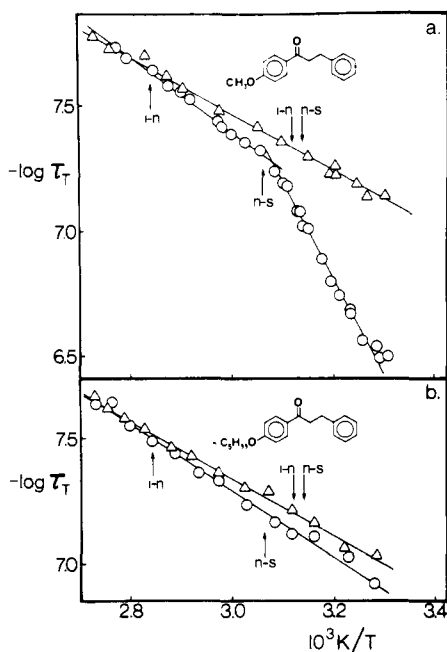 a.
O
CH₃O
i-n
n-s
i-n
n-s
7.5
-log τT
7.0
6.5
b.
O
- C₅H₁₁O
i-n
n-s
i-n
n-s
7.5
-log τT
7.0
2.8
3.0
3.2
3.4
10³K/T